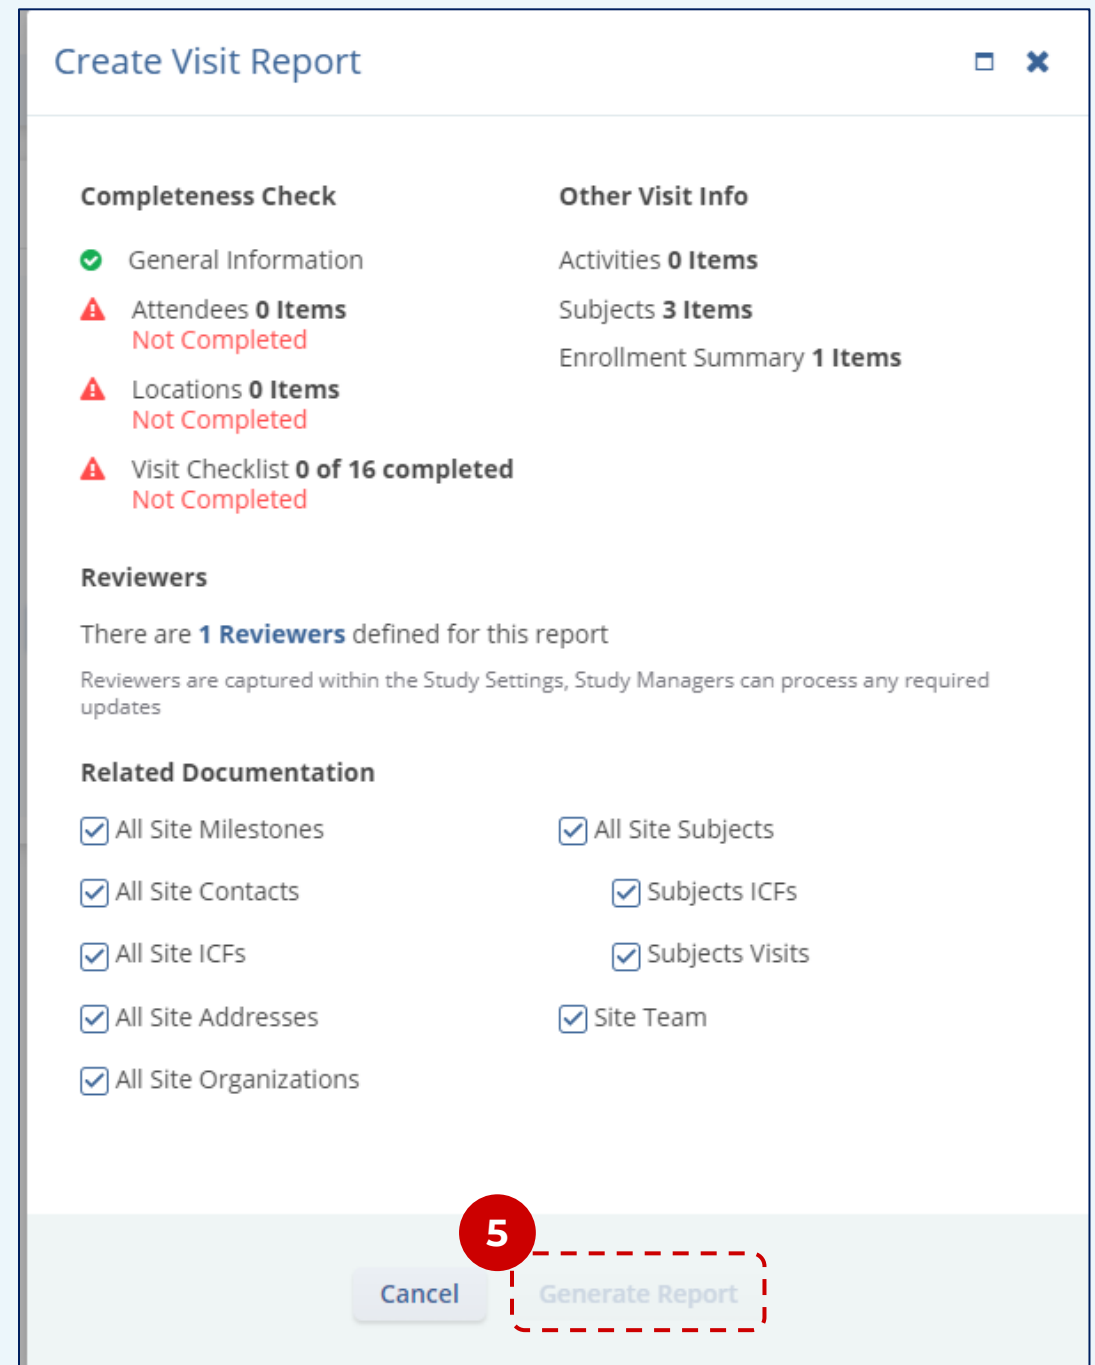 Create Visit Report
Completeness Check
General Information
Attendees 0 Items
Not Completed
Locations 0 Items
Not Completed
Visit Checklist 0 of 16 completed
Not Completed
Other Visit Info
Activities 0 Items
Subjects 3 Items
Enrollment Summary 1 Items
Reviewers
There are 1 Reviewers defined for this report
Reviewers are captured within the Study Settings, Study Managers can process any required
updates
Related Documentation
All Site Milestones
All Site Contacts
All Site ICFs
All Site Addresses
All Site Organizations
All Site Subjects
Subjects ICFs
Subjects Visits
Site Team
5
Cancel
Generate Report